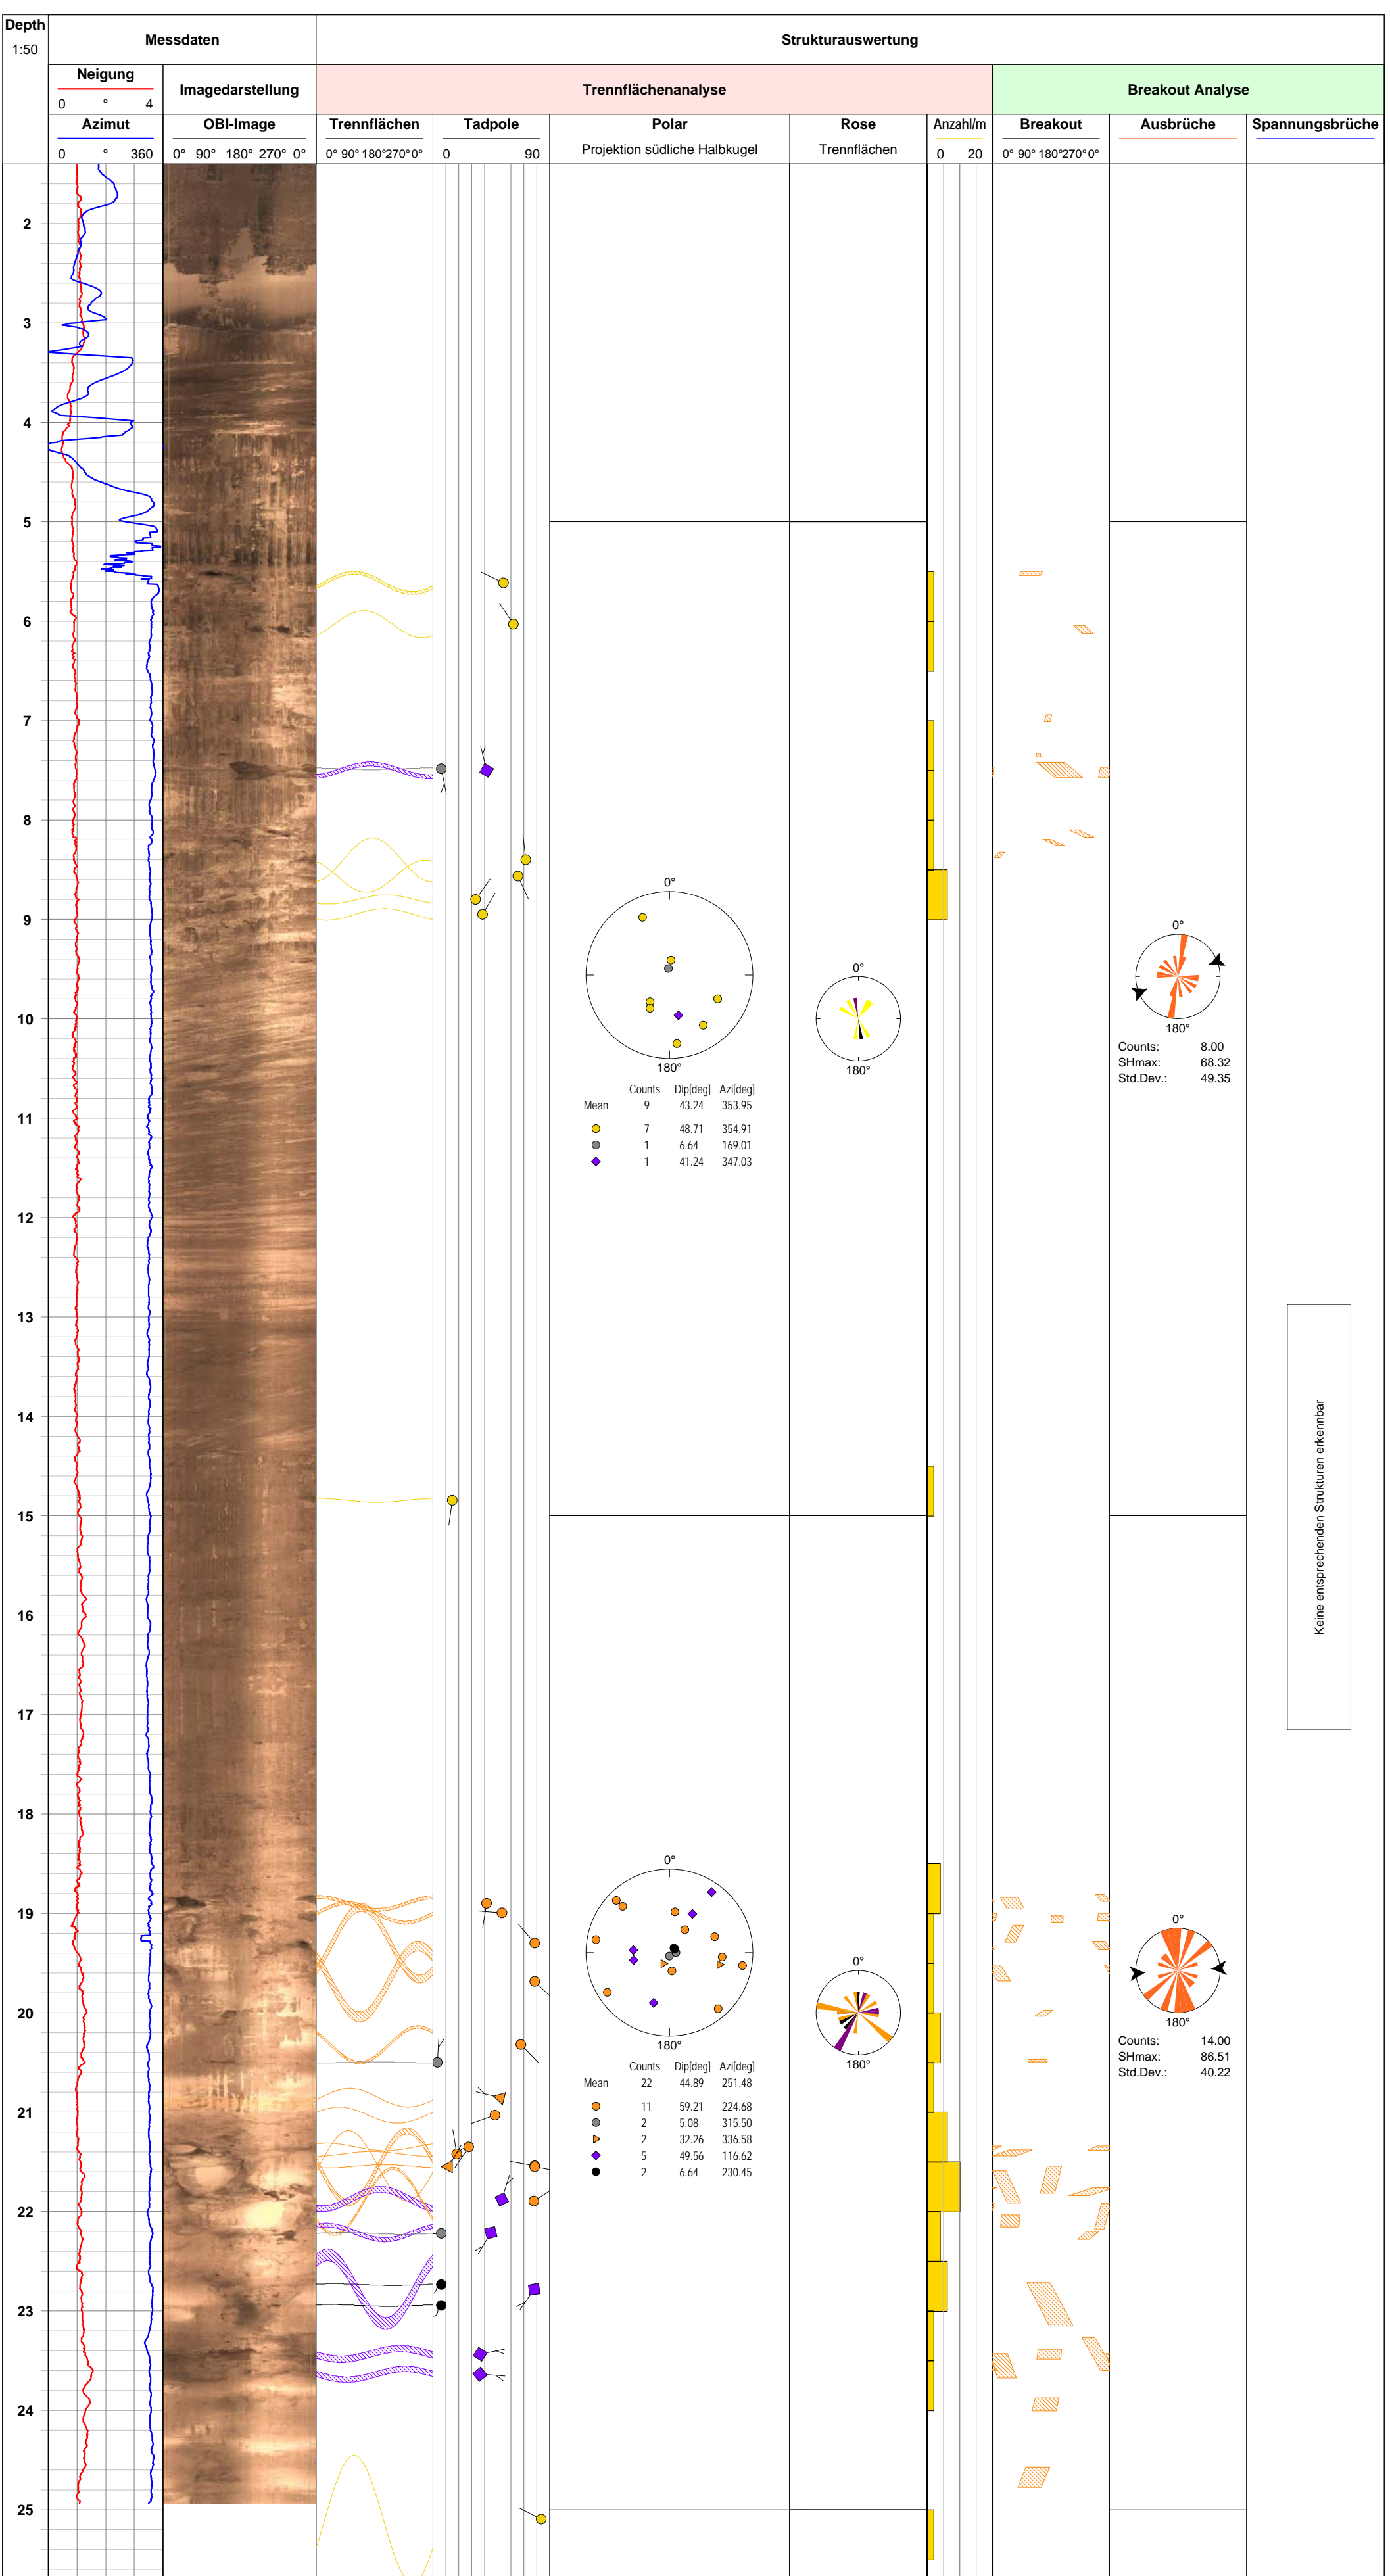 Depth
1:50
Messdaten
Strukturauswertung
Neigung
0 ° 4
Imagedarstellung
Trennflächenanalyse
Breakout Analyse
Azimut
0 360
OBI-Image
0° 90° 180° 270° 0°
Trennflächen
0° 90° 180°270°0°
Tadpole
0 90
Polar
Projektion südliche Halbkugel
Rose
Trennflächen
Anzahl/m
0 20
Breakout
0° 90° 180°270°0°
Ausbrüche
Spannungsbrüche
2
3
4
5
6
7
8
9
0°
180°
Counts Dip[deg] Azi[deg]
Mean 9 43.24 353.95
7 48.71 354.91
1 6.64 169.01
1 41.24 347.03
0°
180°
0°
180°
Counts: 8.00
SHmax: 68.32
Std.Dev.: 49.35
10
11
12
13
14
Keine entsprechenden Strukturen erkennbar
15
16
17
18
19
0°
180°
Counts Dip[deg] Azi[deg]
Mean 22 44.89 251.48
11 59.21 224.68
2 5.08 315.50
2 32.26 336.58
5 49.56 116.62
2 6.64 230.45
0°
180°
0°
180°
Counts: 14.00
SHmax: 86.51
Std.Dev.: 40.22
20
21
22
23
24
25